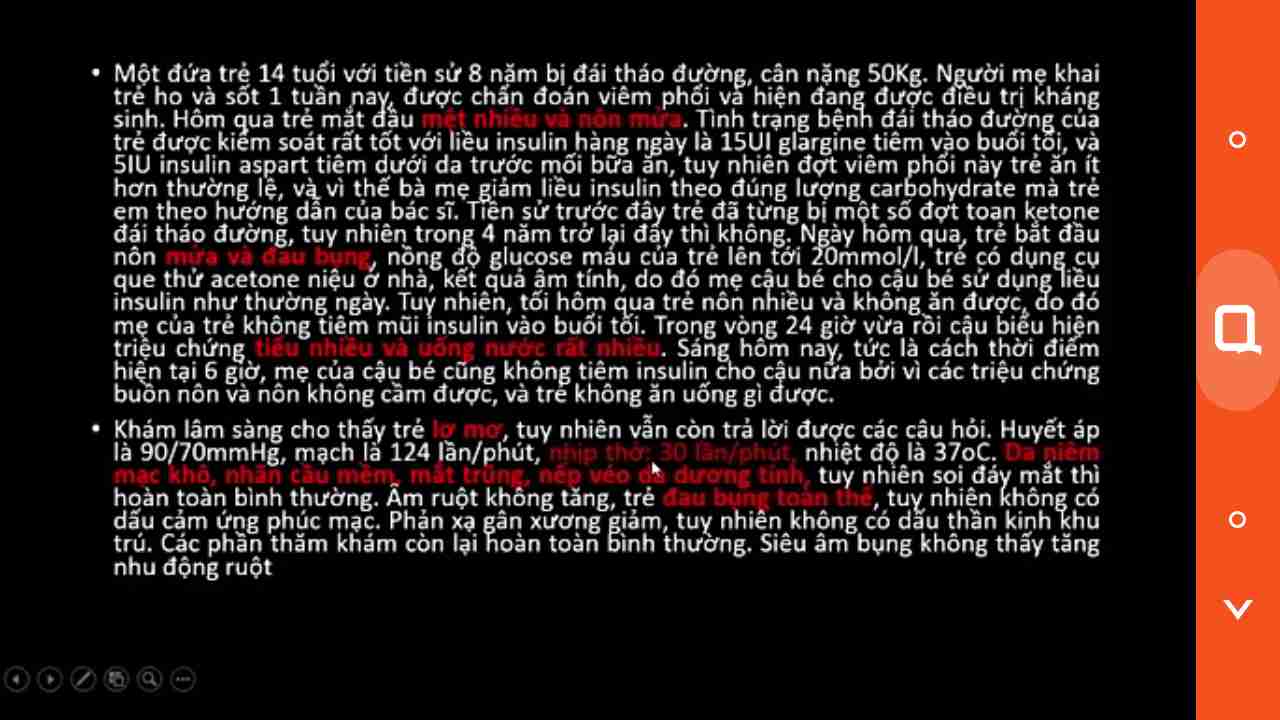 • Một đứa trẻ 14 tuổi với tiền sử 8 năm bị đái tháo đường, cân nặng 50Kg. Người mẹ khai
trẻ ho và sốt 1 tuần nay, được chẩn đoán viêm phổi và hiện đang được điều trị kháng
sinh. Hôm qua trẻ mắt đầu mệt nhiều và nôn mửa. Tình trạng bệnh đái tháo đường của
trẻ được kiểm soát rất tốt với liều insulin hàng ngày là 15UI glargine tiêm vào buổi tối, và
5IU insulin aspart tiêm dưới da trước mỗi bữa ăn, tuy nhiên đợt viêm phổi này trẻ ăn ít
hơn thường lệ, và vì thế bà mẹ giảm liều insulin theo đúng lượng carbohydrate mà trẻ
em theo hướng dẫn của bác sĩ. Tiền sử trước đây trẻ đã từng bị một số đợt toan ketone
đái tháo đường, tuy nhiên trong 4 năm trở lại đây thì không. Ngày hôm qua, trẻ bắt đầu
nôn mửa và đau bụng, nồng độ glucose máu của trẻ lên tới 20mmol/l, trẻ có dụng cụ
que thử acetone niệu ở nhà, kết quả âm tính, do đó mẹ cậu bé cho cậu bé sử dụng liều
insulin như thường ngày. Tuy nhiên, tối hôm qua trẻ nôn nhiều và không ăn được, do đó
mẹ của trẻ không tiêm mũi insulin vào buổi tối. Trong vòng 24 giờ vừa rồi cậu biểu hiện
triệu chứng tiểu nhiều và uống nước rất nhiều. Sáng hôm nay, tức là cách thời điểm
hiện tại 6 giờ, mẹ của cậu bé cũng không tiêm insulin cho cậu nữa bởi vì các triệu chứng
buồn nôn và nôn không cầm được, và trẻ không ăn uống gì được.
• Khám lâm sàng cho thấy trẻ lơ mơ, tuy nhiên vẫn còn trả lời được các câu hỏi. Huyết áp
là 90/70mmHg, mạch là 124 lần/phút, nhịp thở: 30 lần/phút, nhiệt độ là 37oC. Da niêm
mạc khô, nhãn cầu mềm, mắt trũng, nếp véo da dương tính, tuy nhiên soi đáy mắt thì
hoàn toàn bình thường. Âm ruột không tăng, trẻ đau bụng toàn thể, tuy nhiên không có
dấu cảm ứng phúc mạc. Phản xạ gân xương giảm, tuy nhiên không có dấu thần kinh khu
trú. Các phần thăm khám còn lại hoàn toàn bình thường. Siêu âm bụng không thấy tăng
nhu động ruột